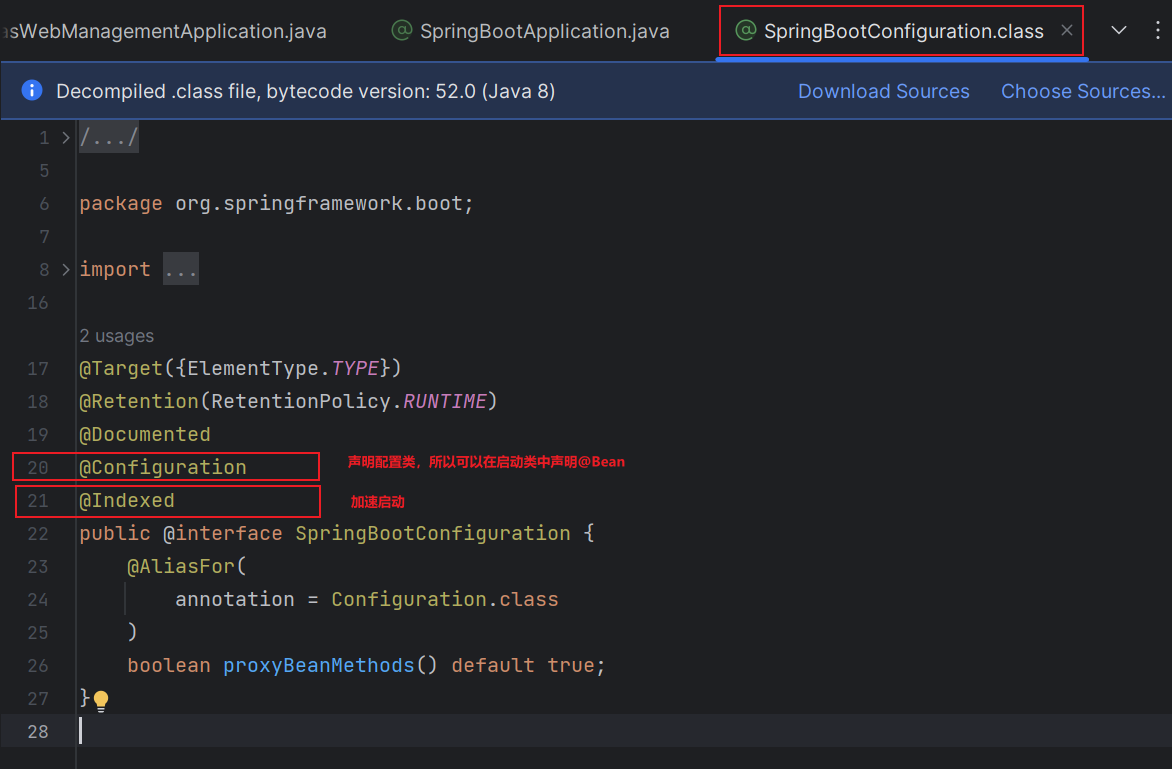 asWebManagementApplication.java
SpringBootApplication.java
SpringBootConfiguration.class
Decompiled .class file, bytecode version: 52.0 (Java 8)
Download Sources
Choose Sources...
1 /.../
5
6 package org.springframework.boot;
7
8 import ...
16
2 usages
17 @Target({ElementType.TYPE})
18 @Retention(RetentionPolicy.RUNTIME)
19 @Documented
20 @Configuration 声明配置类，所以可以在启动类中声明@Bean
21 @Indexed 加速启动
22 public @interface SpringBootConfiguration {
23 @AliasFor(
24 annotation = Configuration.class
25 )
26 boolean proxyBeanMethods() default true;
27 }
28